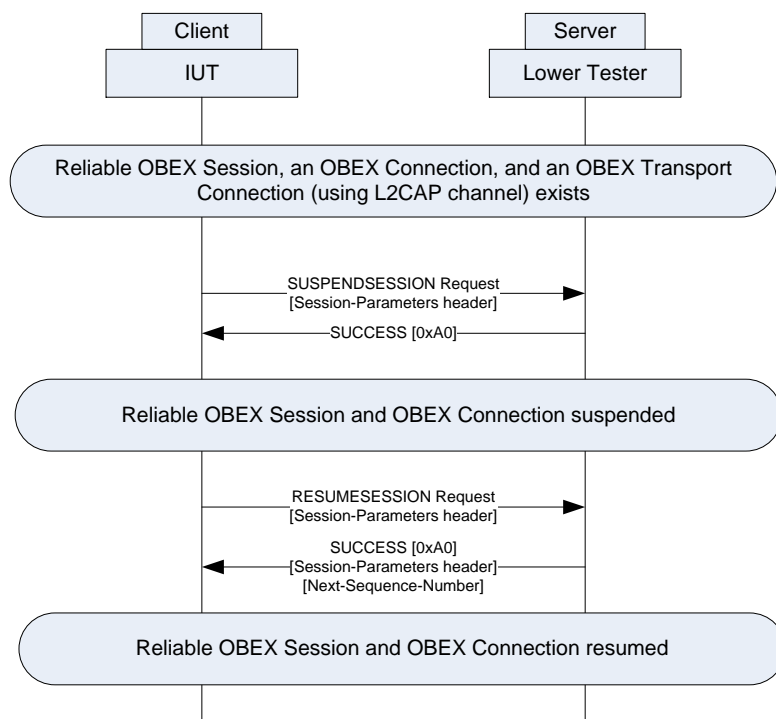 Client
Server
IUT
Lower Tester
Reliable OBEX Session, an OBEX Connection, and an OBEX Transport
Connection (using L2CAP channel) exists
SUSPENDSESSION Request
[Session-Parameters header]
SUCCESS [0xA0]
Reliable OBEX Session and OBEX Connection suspended
RESUMESESSION Request
[Session-Parameters header]
SUCCESS [0xA0]
[Session-Parameters header]
[Next-Sequence-Number]
Reliable OBEX Session and OBEX Connection resumed